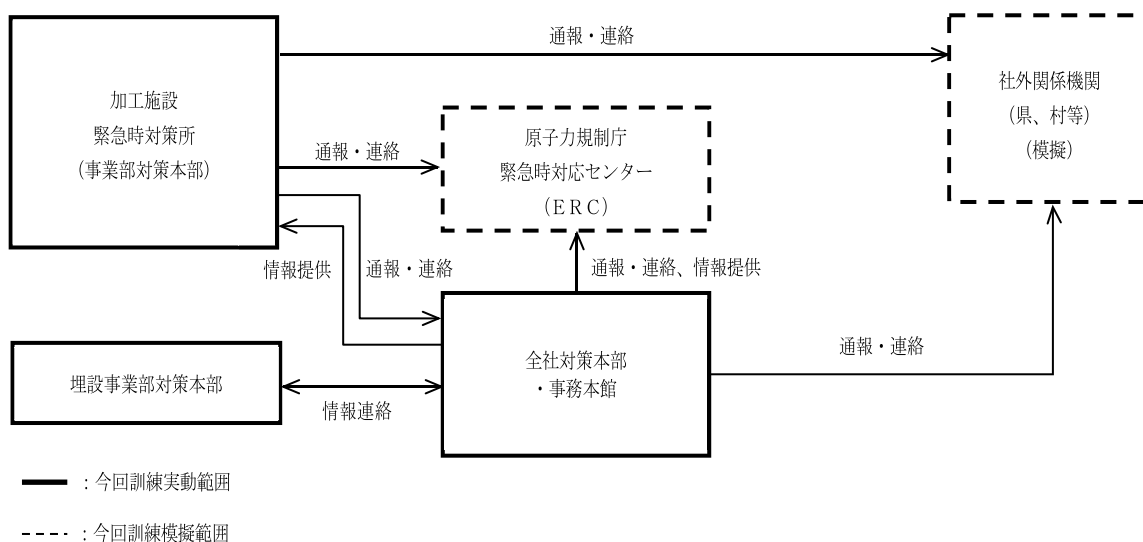 通報・連絡
加工施設
緊急時対策所
(事業部対策本部)
社外関係機関
(県、村等)
(模擬)
通報・連絡
原子力規制庁
緊急時対応センター
(ERC)
情報提供
通報・連絡
通報・連絡、情報提供
全社対策本部
・事務本館
通報・連絡
埋設事業部対策本部
情報連絡
:今回訓練実動範囲
:今回訓練模擬範囲